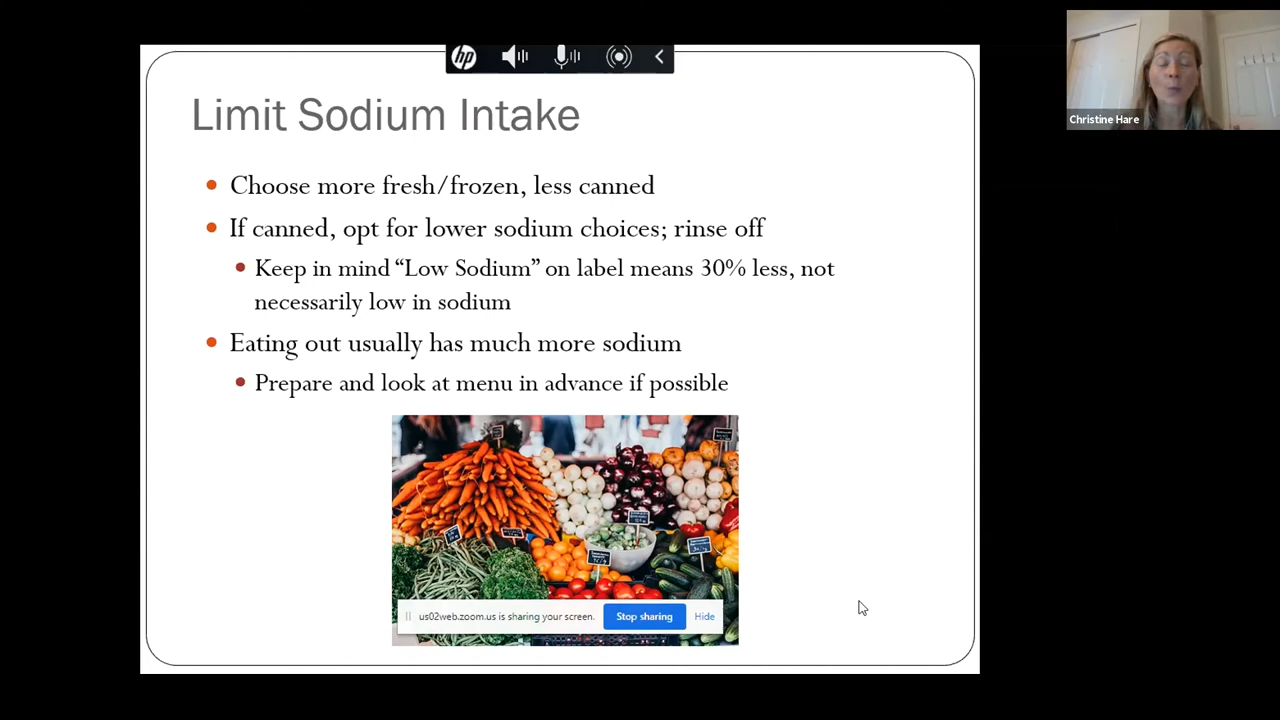 hp
Christine Hare
Limit Sodium Intake
Choose more fresh/frozen, less canned
If canned, opt for lower sodium choices; rinse off
Keep in mind “Low Sodium” on label means 30% less, not
necessarily low in sodium
Eating out usually has much more sodium
Prepare and look at menu in advance if possible
us02web.zoom.us is sharing your screen.
Stop sharing
Hide